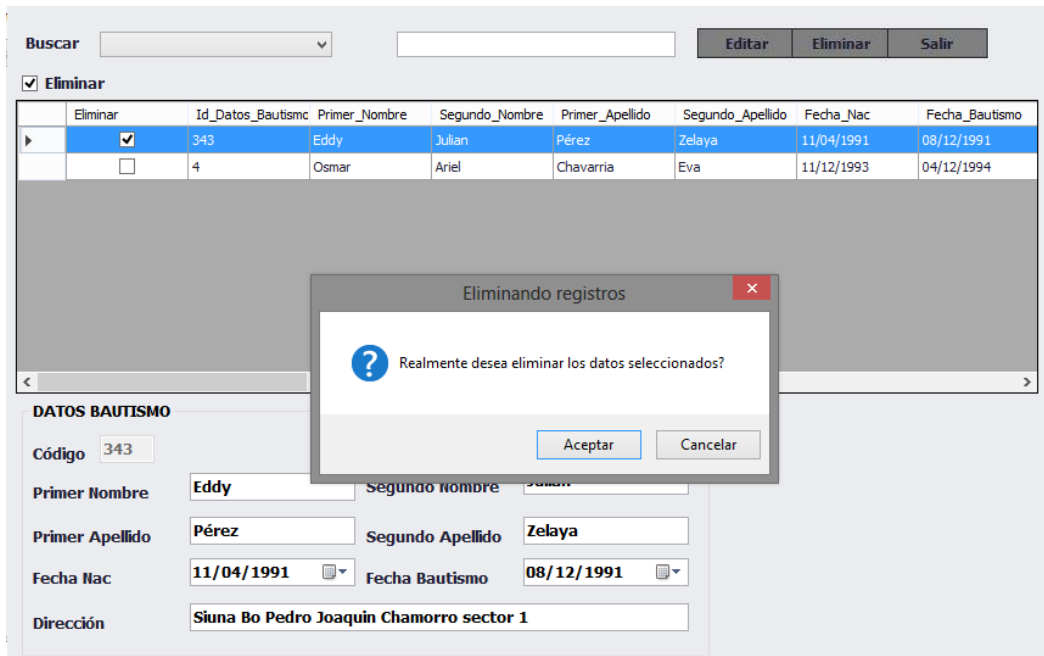 Buscar Editar Eliminar Salir
Eliminar
Eliminar Id_Datos_Bautismo Primer_Nombre Segundo_Nombre Primer_Apellido Segundo_Apellido Fecha_Nac Fecha_Bautismo
343 Eddy Julian Pérez Zelaya 11/04/1991 08/12/1991
4 Osmar Ariel Chavarria Eva 11/12/1993 04/12/1994
Eliminando registros
Realmente desea eliminar los datos seleccionados?
Aceptar Cancelar
DATOS BAUTISMO
Código 343
Primer Nombre Eddy Segundo Nombre Julian
Primer Apellido Pérez Segundo Apellido Zelaya
Fecha Nac 11/04/1991 Fecha Bautismo 08/12/1991
Dirección Siuna Bo Pedro Joaquin Chamorro sector 1